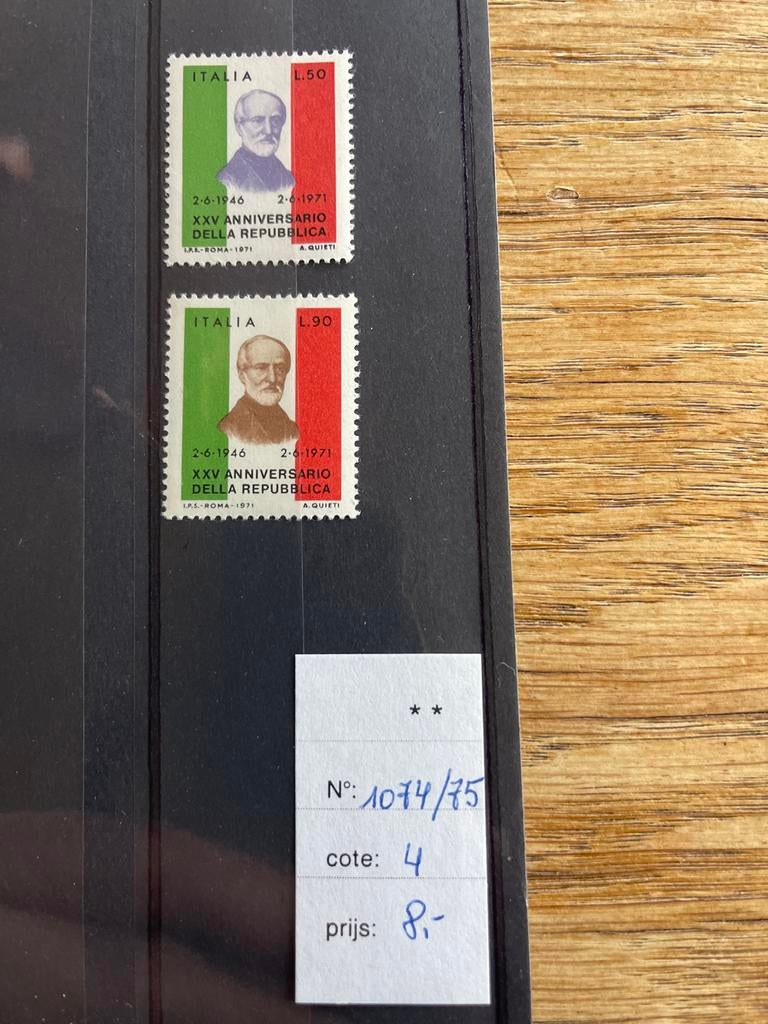 ITALIA L.50
2·6·1946 2·6·1971
XXV ANNIVERSARIO
DELLA REPUBBLICA
I.P.S.-ROMA-1971 A. QUIETI
ITALIA L.90
2·6·1946 2·6·1971
XXV ANNIVERSARIO
DELLA REPUBBLICA
I.P.S.-ROMA-1971 A. QUIETI
* *
N°: 1074/75
cote: 4
prijs: 8,-